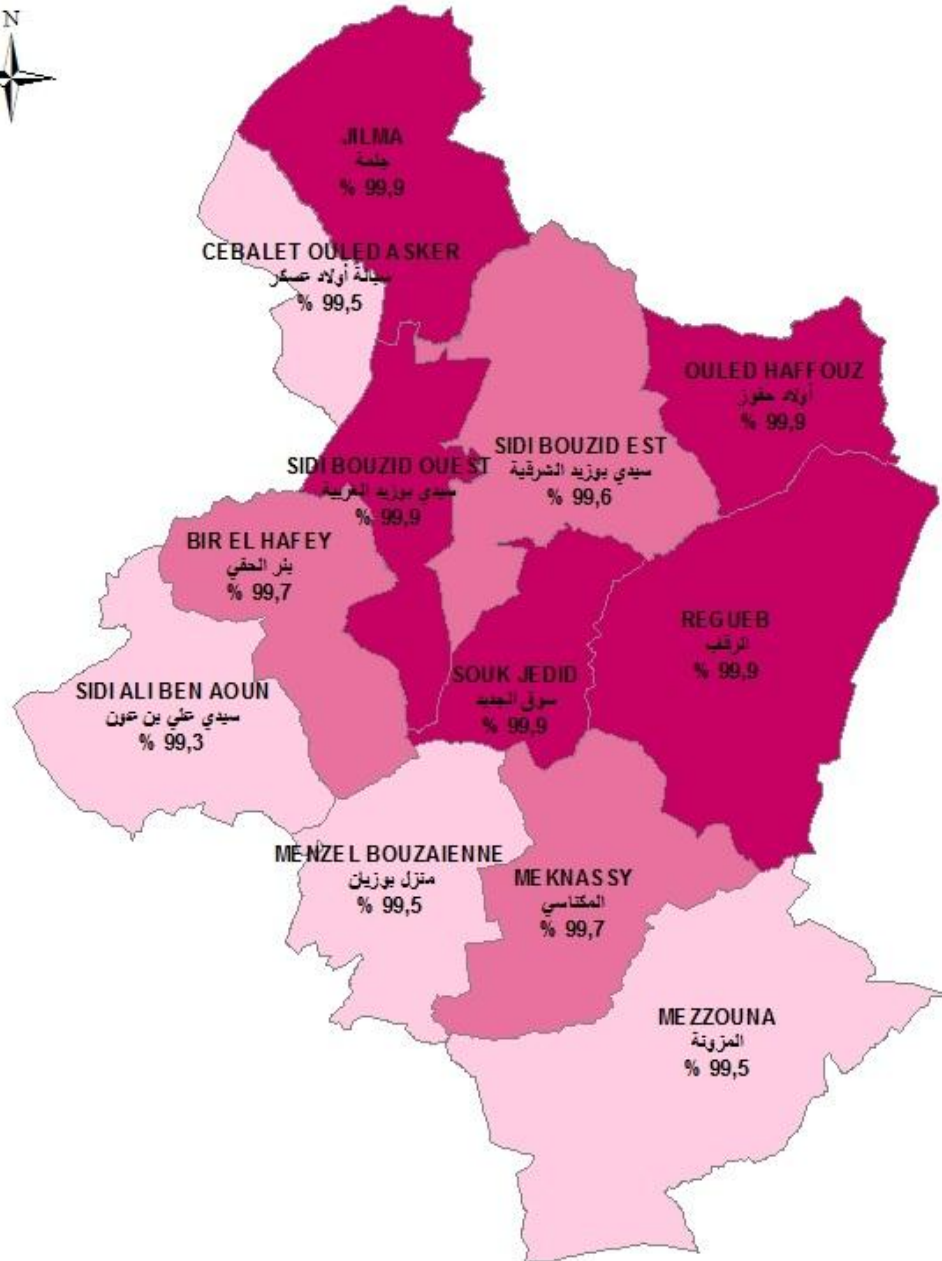 N
JILMA
جلمة
% 99,9
CEBALET OULED ASKER
سبالة أولاد عسكر
% 99,5
OULED HAFFOUZ
أولاد حفوز
% 99,9
SIDI BOUZID EST
سيدي بوزيد الشرقية
% 99,6
SIDI BOUZID OUEST
سيدي بوزيد الغربية
% 99,9
BIR EL HAFEY
بئر الحفي
% 99,7
REGUEB
الرقاب
% 99,9
SOUK JEDID
سوق الجديد
% 99,9
SIDI ALI BEN AOUN
سيدي علي بن عون
% 99,3
MENZEL BOUZAIENNE
منزل بوزيان
% 99,5
MEKNASSY
المكناسي
% 99,7
MEZZOUNA
المزونة
% 99,5